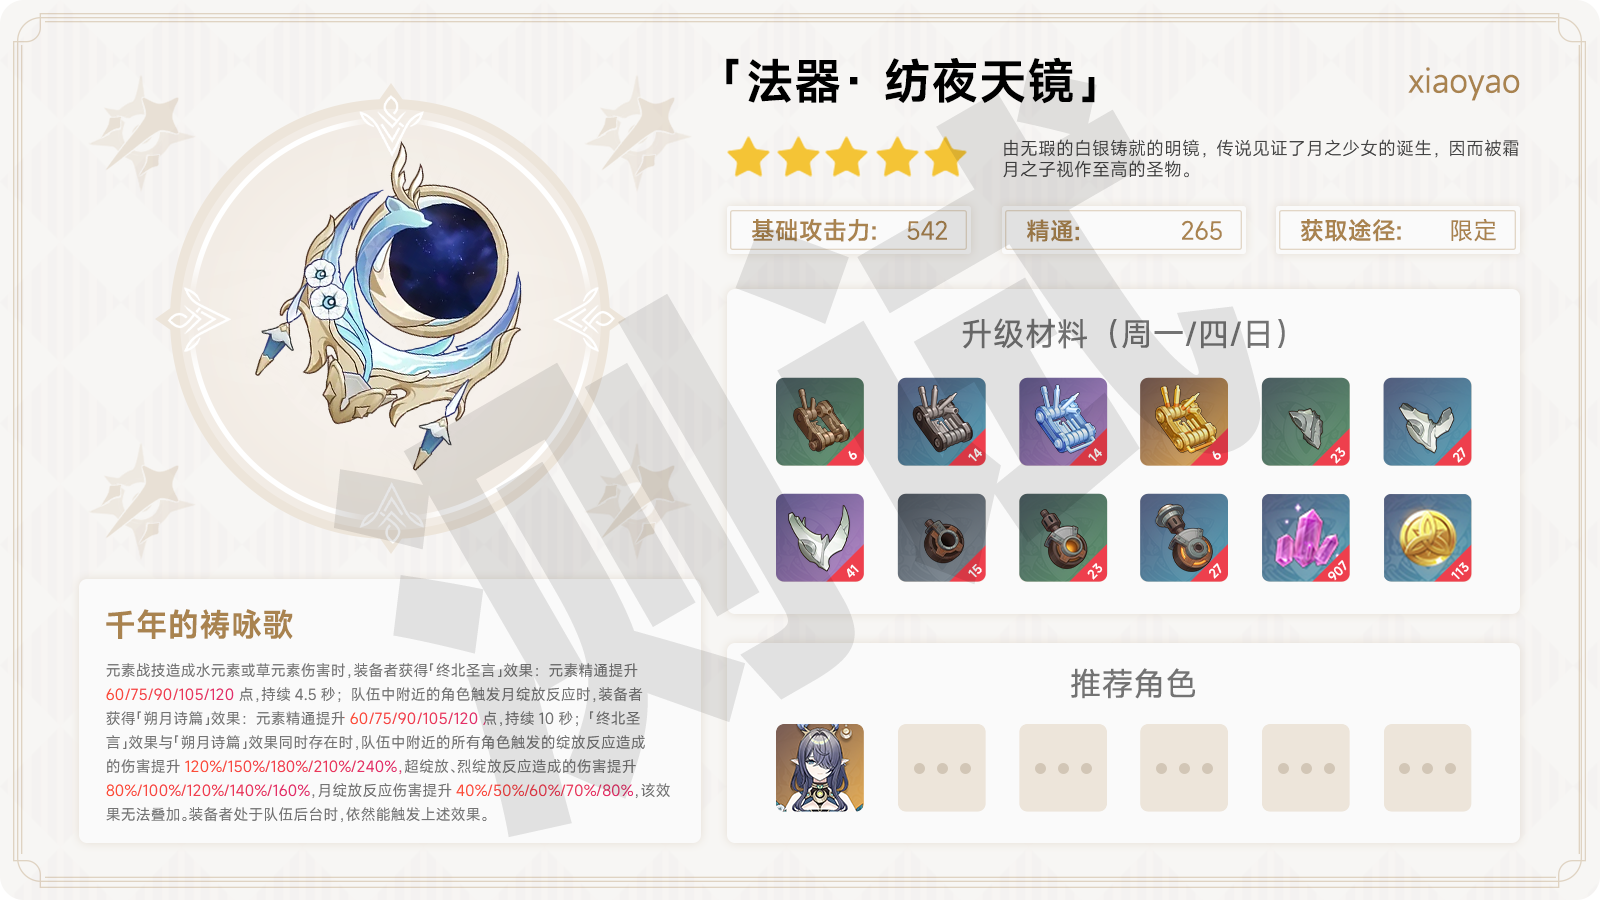 「法器· 纺夜天镜」
xiaoyao
由无瑕的白银铸就的明镜，传说见证了月之少女的诞生，因而被霜
月之子视作至高的圣物。
基础攻击力: 542
精通: 265
获取途径: 限定
升级材料（周一/四/日）
6 14 14 6 23 27
41 15 23 27 907 113
千年的祷咏歌
元素战技造成水元素或草元素伤害时,装备者获得「终北圣言」效果：元素精通提升
60/75/90/105/120 点,持续 4.5 秒；队伍中附近的角色触发月绽放反应时,装备者
获得「朔月诗篇」效果：元素精通提升 60/75/90/105/120 点,持续 10 秒；「终北圣
言」效果与「朔月诗篇」效果同时存在时,队伍中附近的所有角色触发的绽放反应造成
的伤害提升 120%/150%/180%/210%/240%,超绽放、烈绽放反应造成的伤害提升
80%/100%/120%/140%/160%,月绽放反应伤害提升 40%/50%/60%/70%/80%,该效
果无法叠加。装备者处于队伍后台时,依然能触发上述效果。
推荐角色
测试